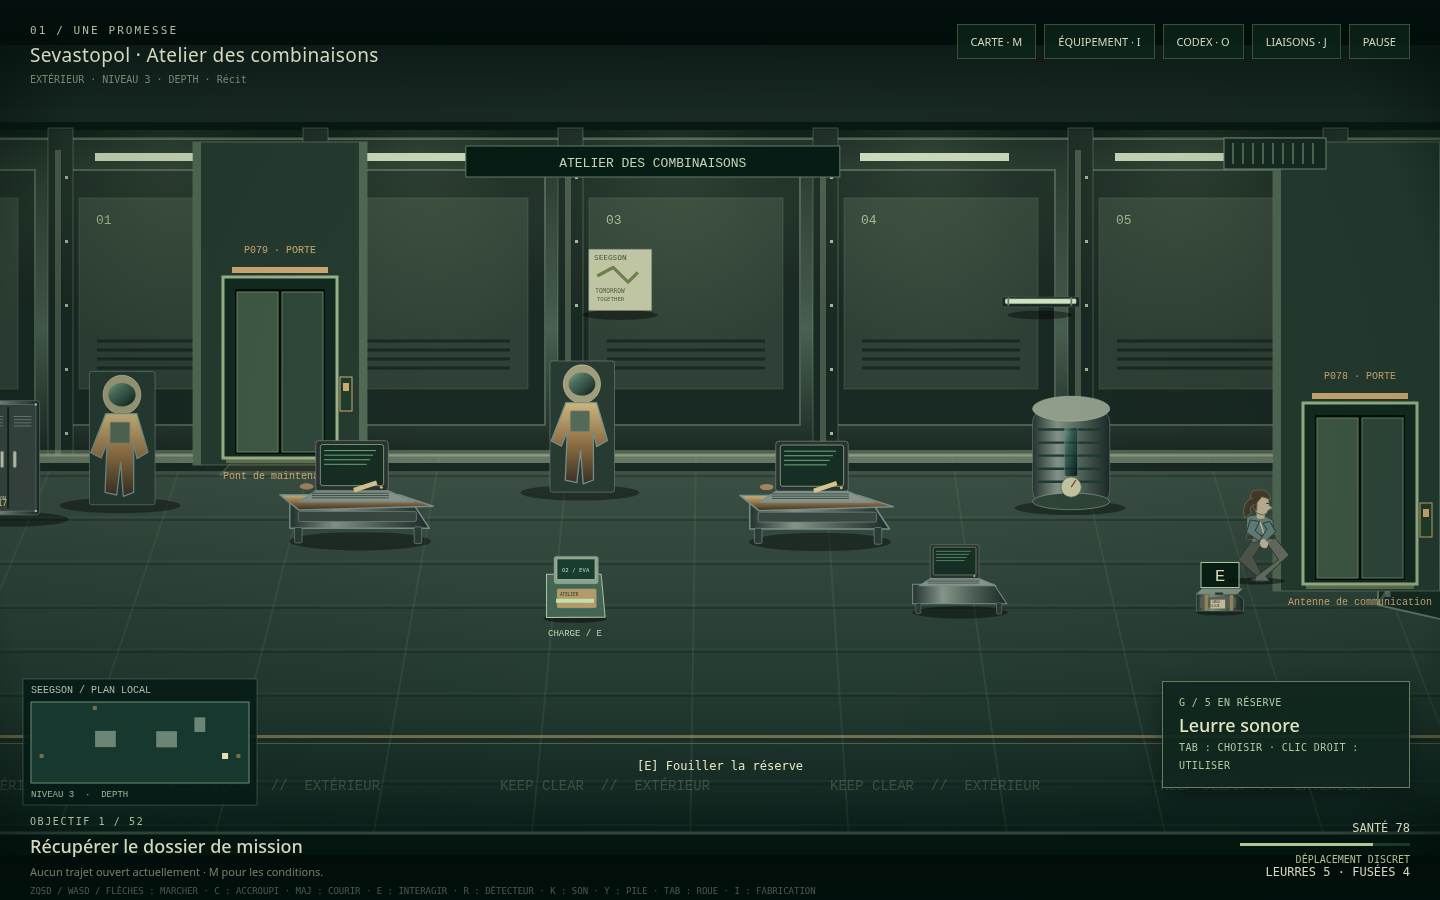 01 / UNE PROMESSE
Sevastopol · Atelier des combinaisons
EXTÉRIEUR · NIVEAU 3 · DEPTH · Récit
CARTE · M
ÉQUIPEMENT · I
CODEX · O
LIAISONS · J
PAUSE
ATELIER DES COMBINAISONS
01
03
04
05
P079 · PORTE
SEEGSON
TOMORROW
TOGETHER
P078 · PORTE
Pont de mainten
02 / EVA
ATELIER
CHARGE / E
E
Antenne de communication
SEEGSON / PLAN LOCAL
NIVEAU 3 · DEPTH
G / 5 EN RÉSERVE
Leurre sonore
TAB : CHOISIR · CLIC DROIT :
UTILISER
[E] Fouiller la réserve
// EXTÉRIEUR
KEEP CLEAR // EXTÉRIEUR
KEEP CLEAR // EXTÉRIEUR
OBJECTIF 1 / 52
Récupérer le dossier de mission
Aucun trajet ouvert actuellement · M pour les conditions.
ZQSD / WASD / FLÈCHES : MARCHER · C : ACCROUPI · MAJ : COURIR · E : INTERAGIR · R : DÉTECTEUR · K : SON · Y : PILE · TAB : ROUE · I : FABRICATION
SANTÉ 78
DÉPLACEMENT DISCRET
LEURRES 5 · FUSÉES 4